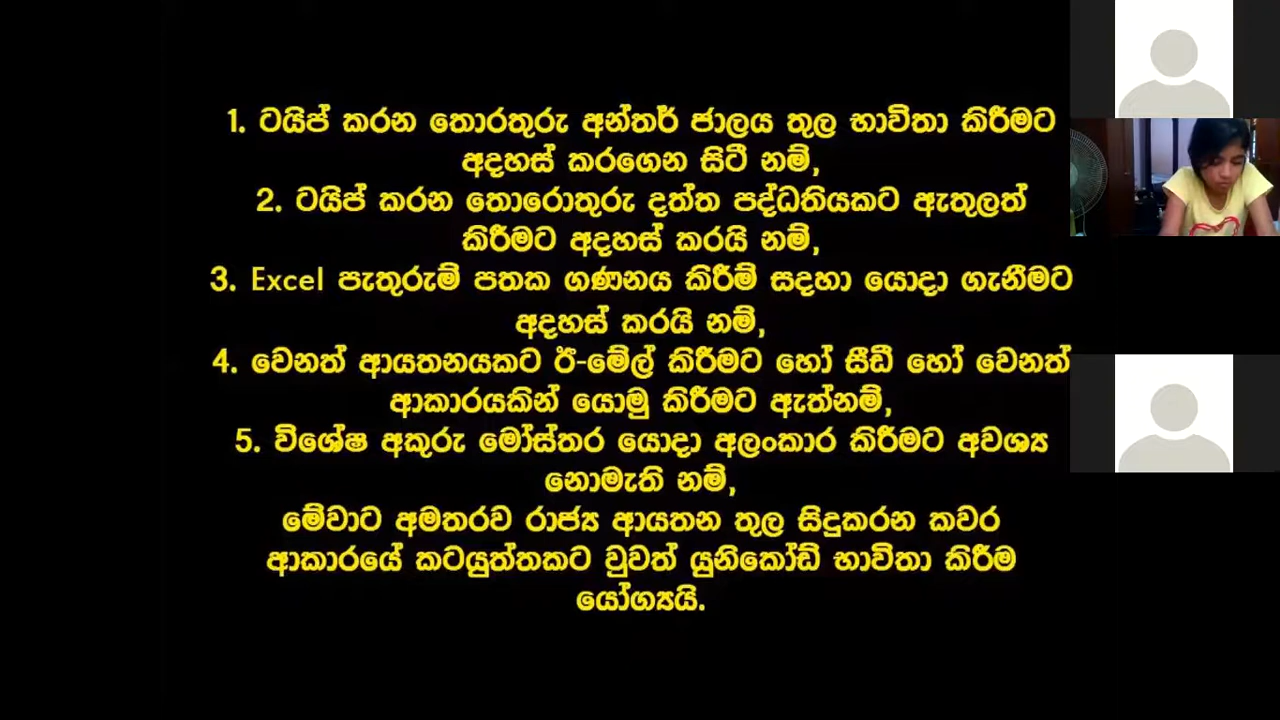 1. ටයිප් කරන තොරතුරු අන්තර් ජාලය තුල භාවිතා කිරීමට
අදහස් කරගෙන සිටී නම්,
2. ටයිප් කරන තොරොතුරු දත්ත පද්ධතියකට ඇතුලත්
කිරීමට අදහස් කරයි නම්,
3. Excel පැතුරුම් පතක ගණනය කිරීම් සදහා යොදා ගැනීමට
අදහස් කරයි නම්,
4. වෙනත් ආයතනයකට ඊ-මේල් කිරීමට හෝ සීඩී හෝ වෙනත්
ආකාරයකින් යොමු කිරීමට ඇත්නම්,
5. විශේෂ අකුරු මෝස්තර යොදා අලංකාර කිරීමට අවශ්‍ය
නොමැති නම්,
මේවාට අමතරව රාජ්‍ය ආයතන තුල සිදුකරන කවර
ආකාරයේ කටයුත්තකට වුවත් යුනිකෝඩ් භාවිතා කිරීම
යෝග්‍යයි.